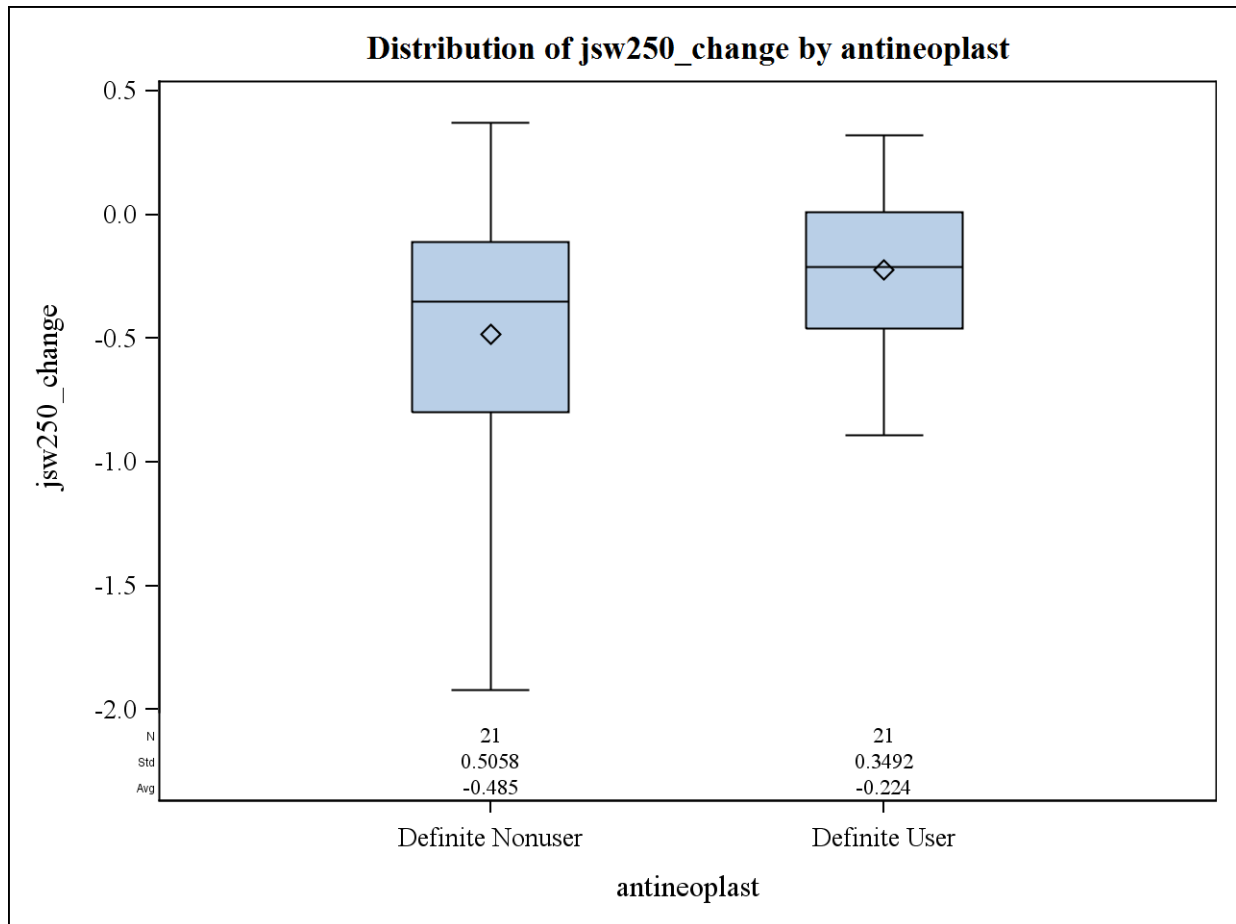 Distribution of jsw250_change by antineoplast
jsw250_change
0.5
0.0
-0.5
-1.0
-1.5
-2.0
N 21 21
Std 0.5058 0.3492
Avg -0.485 -0.224
Definite Nonuser Definite User
antineoplast